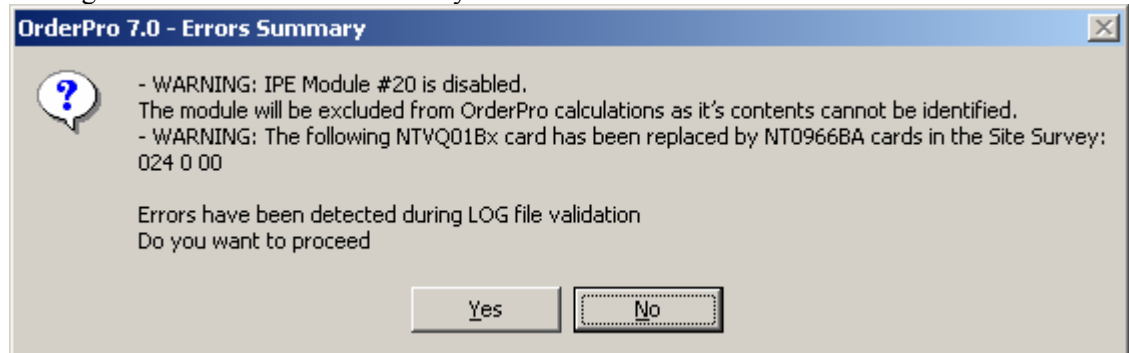 OrderPro 7.0 - Errors Summary
- WARNING: IPE Module #20 is disabled.
The module will be excluded from OrderPro calculations as it's contents cannot be identified.
- WARNING: The following NTVQ01Bx card has been replaced by NT0966BA cards in the Site Survey:
024 0 00
Errors have been detected during LOG file validation
Do you want to proceed
Yes
No